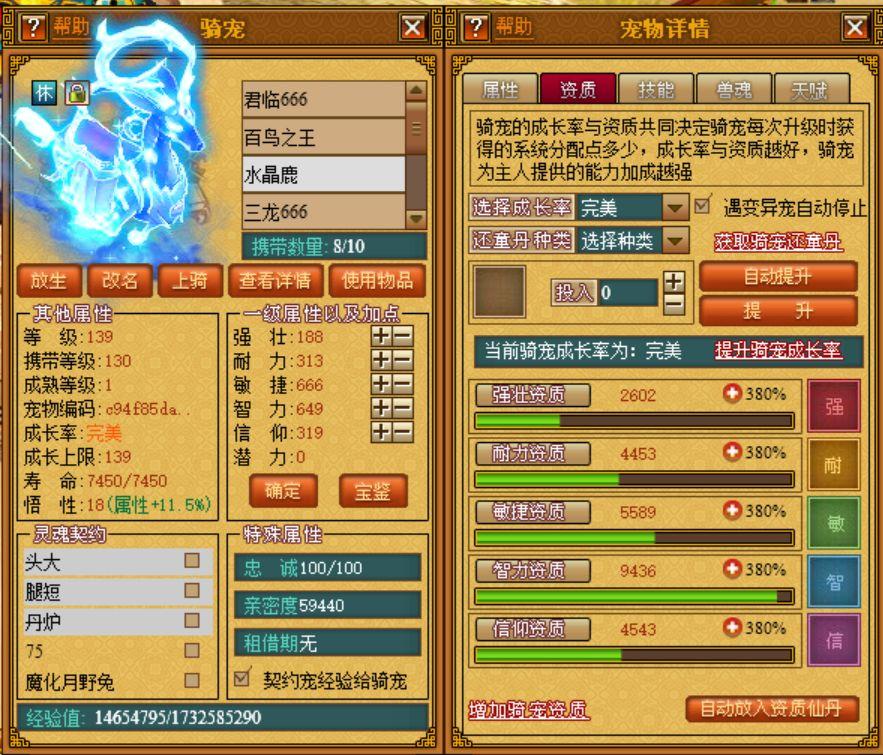 ? 帮助 骑宠
休
君临666
百鸟之王
水晶鹿
三龙666
携带数量: 8/10
放生 改名 上骑 查看详情 使用物品
其他属性
等 级:139
携带等级:130
成熟等级:1
宠物编码:c94f85da..
成长率:完美
成长上限:139
寿 命:7450/7450
悟 性:18(属性+11.5%)
一级属性以及加点
强 壮:188
耐 力:313
敏 捷:666
智 力:649
信 仰:319
潜 力:0
确定 宝鉴
灵魂契约
头大
腿短
丹炉
75
魔化月野兔
特殊属性
忠 诚100/100
亲密度59440
租借期无
契约宠经验给骑宠
经验值: 14654795/1732585290
? 帮助 宠物详情
属性 资质 技能 兽魂 天赋
骑宠的成长率与资质共同决定骑宠每次升级时获
得的系统分配点多少，成长率与资质越好，骑宠
为主人提供的能力加成越强
选择成长率 完美 遇变异宠自动停止
还童丹种类 选择种类 获取骑宠还童丹
投入 0
自动提升
提 升
当前骑宠成长率为：完美 提升骑宠成长率
强壮资质 2602 380% 强
耐力资质 4453 380% 耐
敏捷资质 5589 380% 敏
智力资质 9436 380% 智
信仰资质 4543 380% 信
增加骑宠资质 自动放入资质仙丹